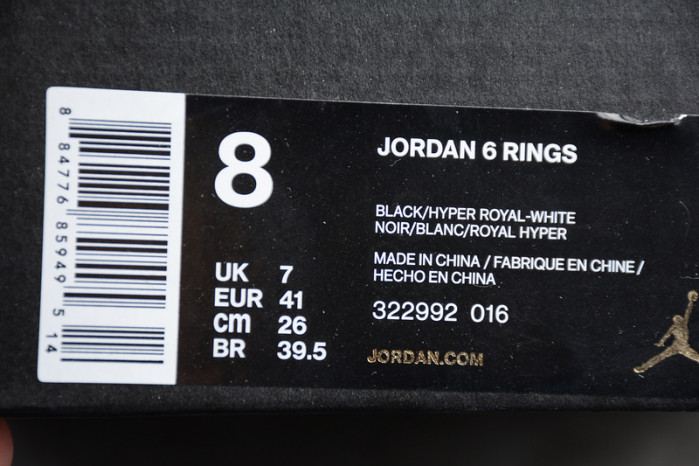 8 84776 85949 5 14
8
JORDAN 6 RINGS
BLACK/HYPER ROYAL-WHITE
NOIR/BLANC/ROYAL HYPER
MADE IN CHINA / FABRIQUE EN CHINE /
HECHO EN CHINA
UK 7
EUR 41
cm 26
BR 39.5
322992 016
JORDAN.COM